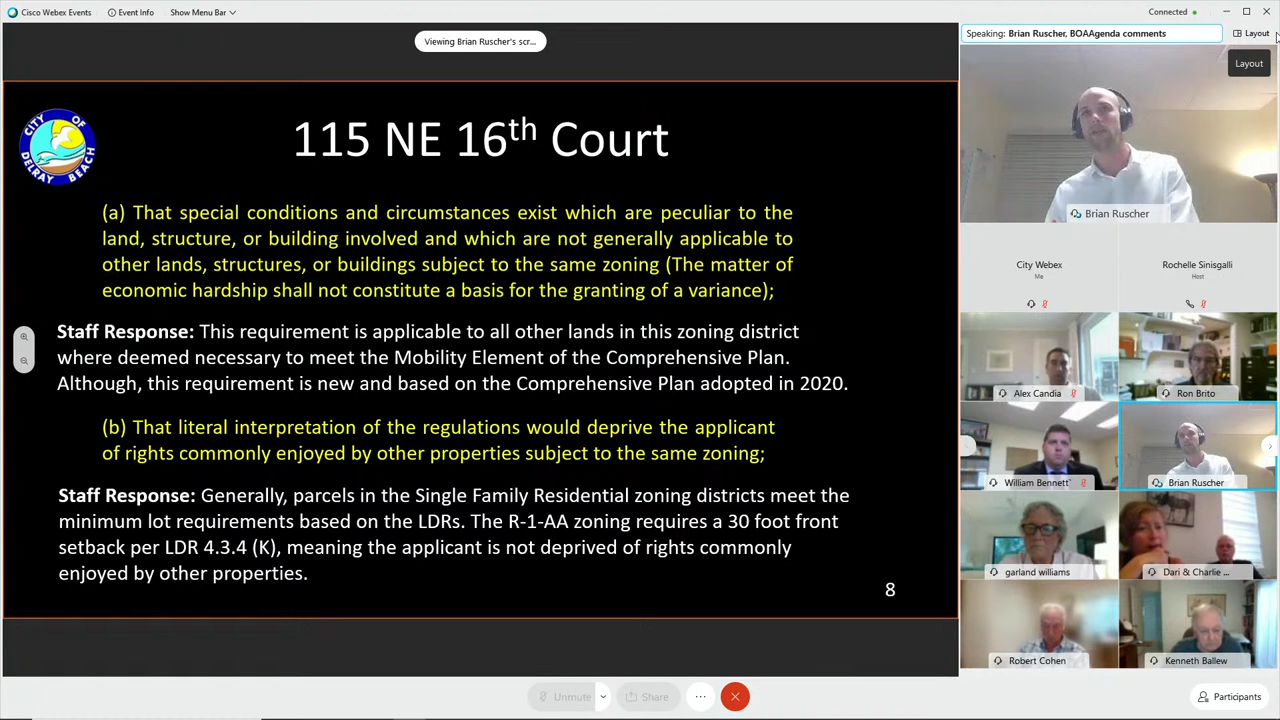 Cisco Webex Events
Event Info
Show Menu Bar
Connected
Viewing Brian Ruscher's scr...
Speaking: Brian Ruscher, BOAAgenda comments
Layout
Layout
CITY OF
DELRAY BEACH
115 NE 16th Court
(a) That special conditions and circumstances exist which are peculiar to the
land, structure, or building involved and which are not generally applicable to
other lands, structures, or buildings subject to the same zoning (The matter of
economic hardship shall not constitute a basis for the granting of a variance);
Staff Response: This requirement is applicable to all other lands in this zoning district
where deemed necessary to meet the Mobility Element of the Comprehensive Plan.
Although, this requirement is new and based on the Comprehensive Plan adopted in 2020.
(b) That literal interpretation of the regulations would deprive the applicant
of rights commonly enjoyed by other properties subject to the same zoning;
Staff Response: Generally, parcels in the Single Family Residential zoning districts meet the
minimum lot requirements based on the LDRs. The R-1-AA zoning requires a 30 foot front
setback per LDR 4.3.4 (K), meaning the applicant is not deprived of rights commonly
enjoyed by other properties.
8
Brian Ruscher
City Webex
Me
Rochelle Sinisgalli
Host
Alex Candia
Ron Brito
William Bennett
Brian Ruscher
garland williams
Dari & Charlie ...
Robert Cohen
Kenneth Ballew
Unmute
Share
Participants